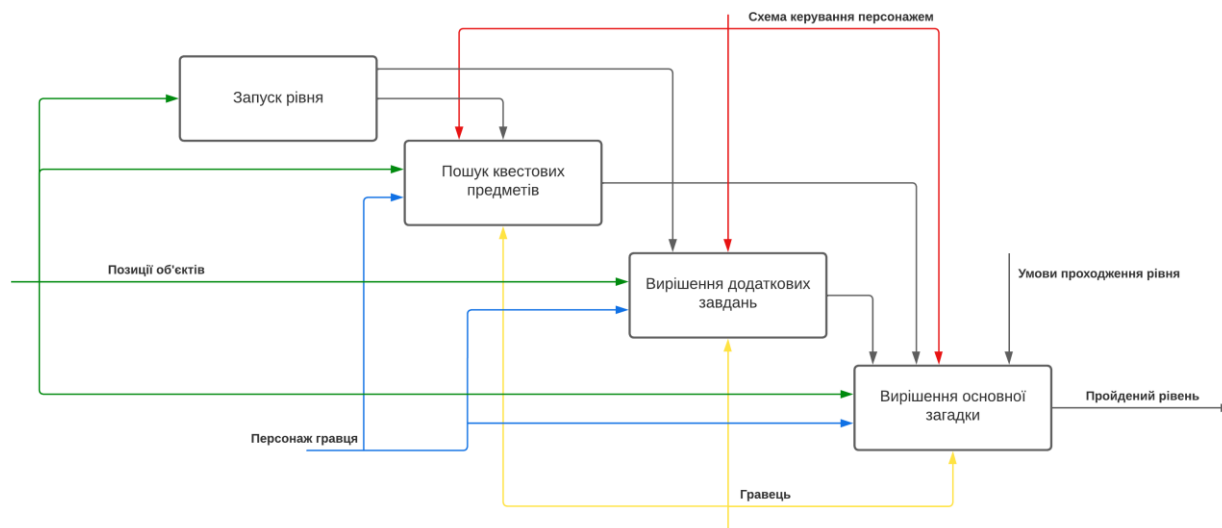 Схема керування персонажем
Запуск рівня
Пошук квестових
предметів
Позиції об'єктів
Вирішення додаткових
завдань
Умови проходження рівня
Вирішення основної
загадки
Пройдений рівень
Персонаж гравця
Гравець